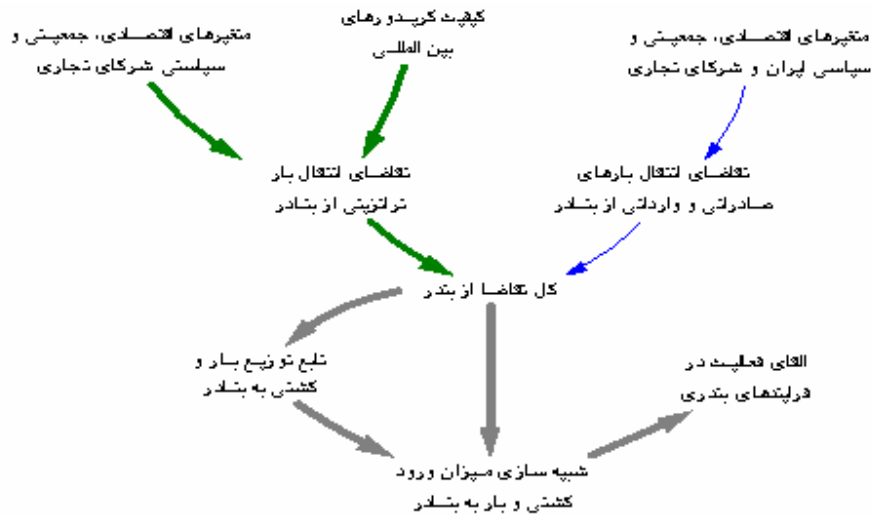 متغیرهای اقتصادی، جمعیتی و
سیاسی ایران و شرکای تجاری
کیفیت کریدورهای
بین المللی
متغیرهای اقتصادی، جمعیتی و
سیاستی شرکای تجاری
تقاضای انتقال بارهای
صادراتی و وارداتی از بنادر
تقاضای انتقال بار
ترانزیتی از بنادر
کل تقاضا از بندر
القای فعالیت در
فرایندهای بندری
تابع توزیع بار و
کشتی به بنادر
شبیه سازی میزان ورود
کشتی و بار به بنادر